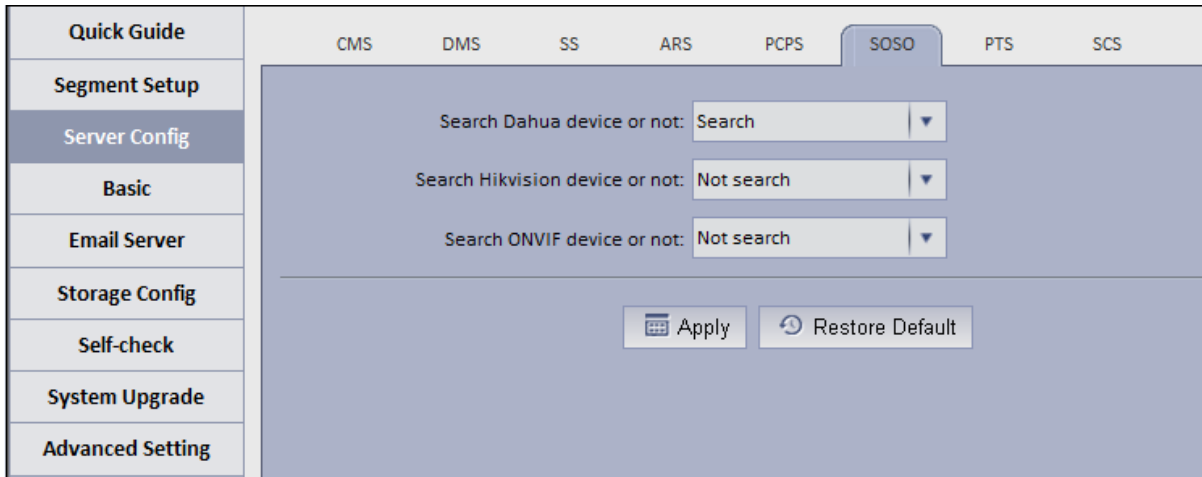 Quick Guide
Segment Setup
Server Config
Basic
Email Server
Storage Config
Self-check
System Upgrade
Advanced Setting
CMS DMS SS ARS PCPS SOSO PTS SCS
Search Dahua device or not: Search
Search Hikvision device or not: Not search
Search ONVIF device or not: Not search
Apply Restore Default